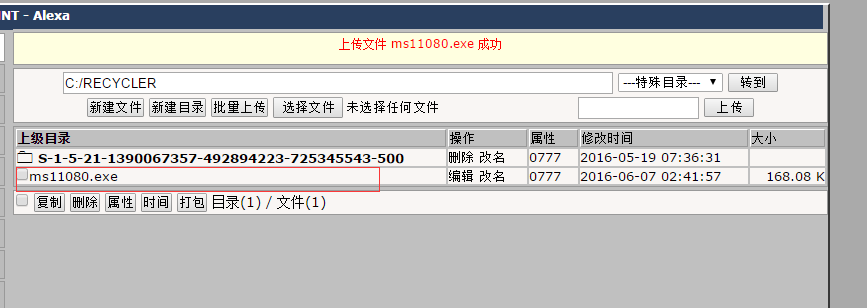 INT - Alexa
上传文件 ms11080.exe 成功
C:/RECYCLER ---特殊目录--- 转到
新建文件 新建目录 批量上传 选择文件 未选择任何文件 上传
上级目录 操作 属性 修改时间 大小
S-1-5-21-1390067357-492894223-725345543-500 删除 改名 0777 2016-05-19 07:36:31
ms11080.exe 编辑 改名 0777 2016-06-07 02:41:57 168.08 K
复制 删除 属性 时间 打包 目录(1) / 文件(1)